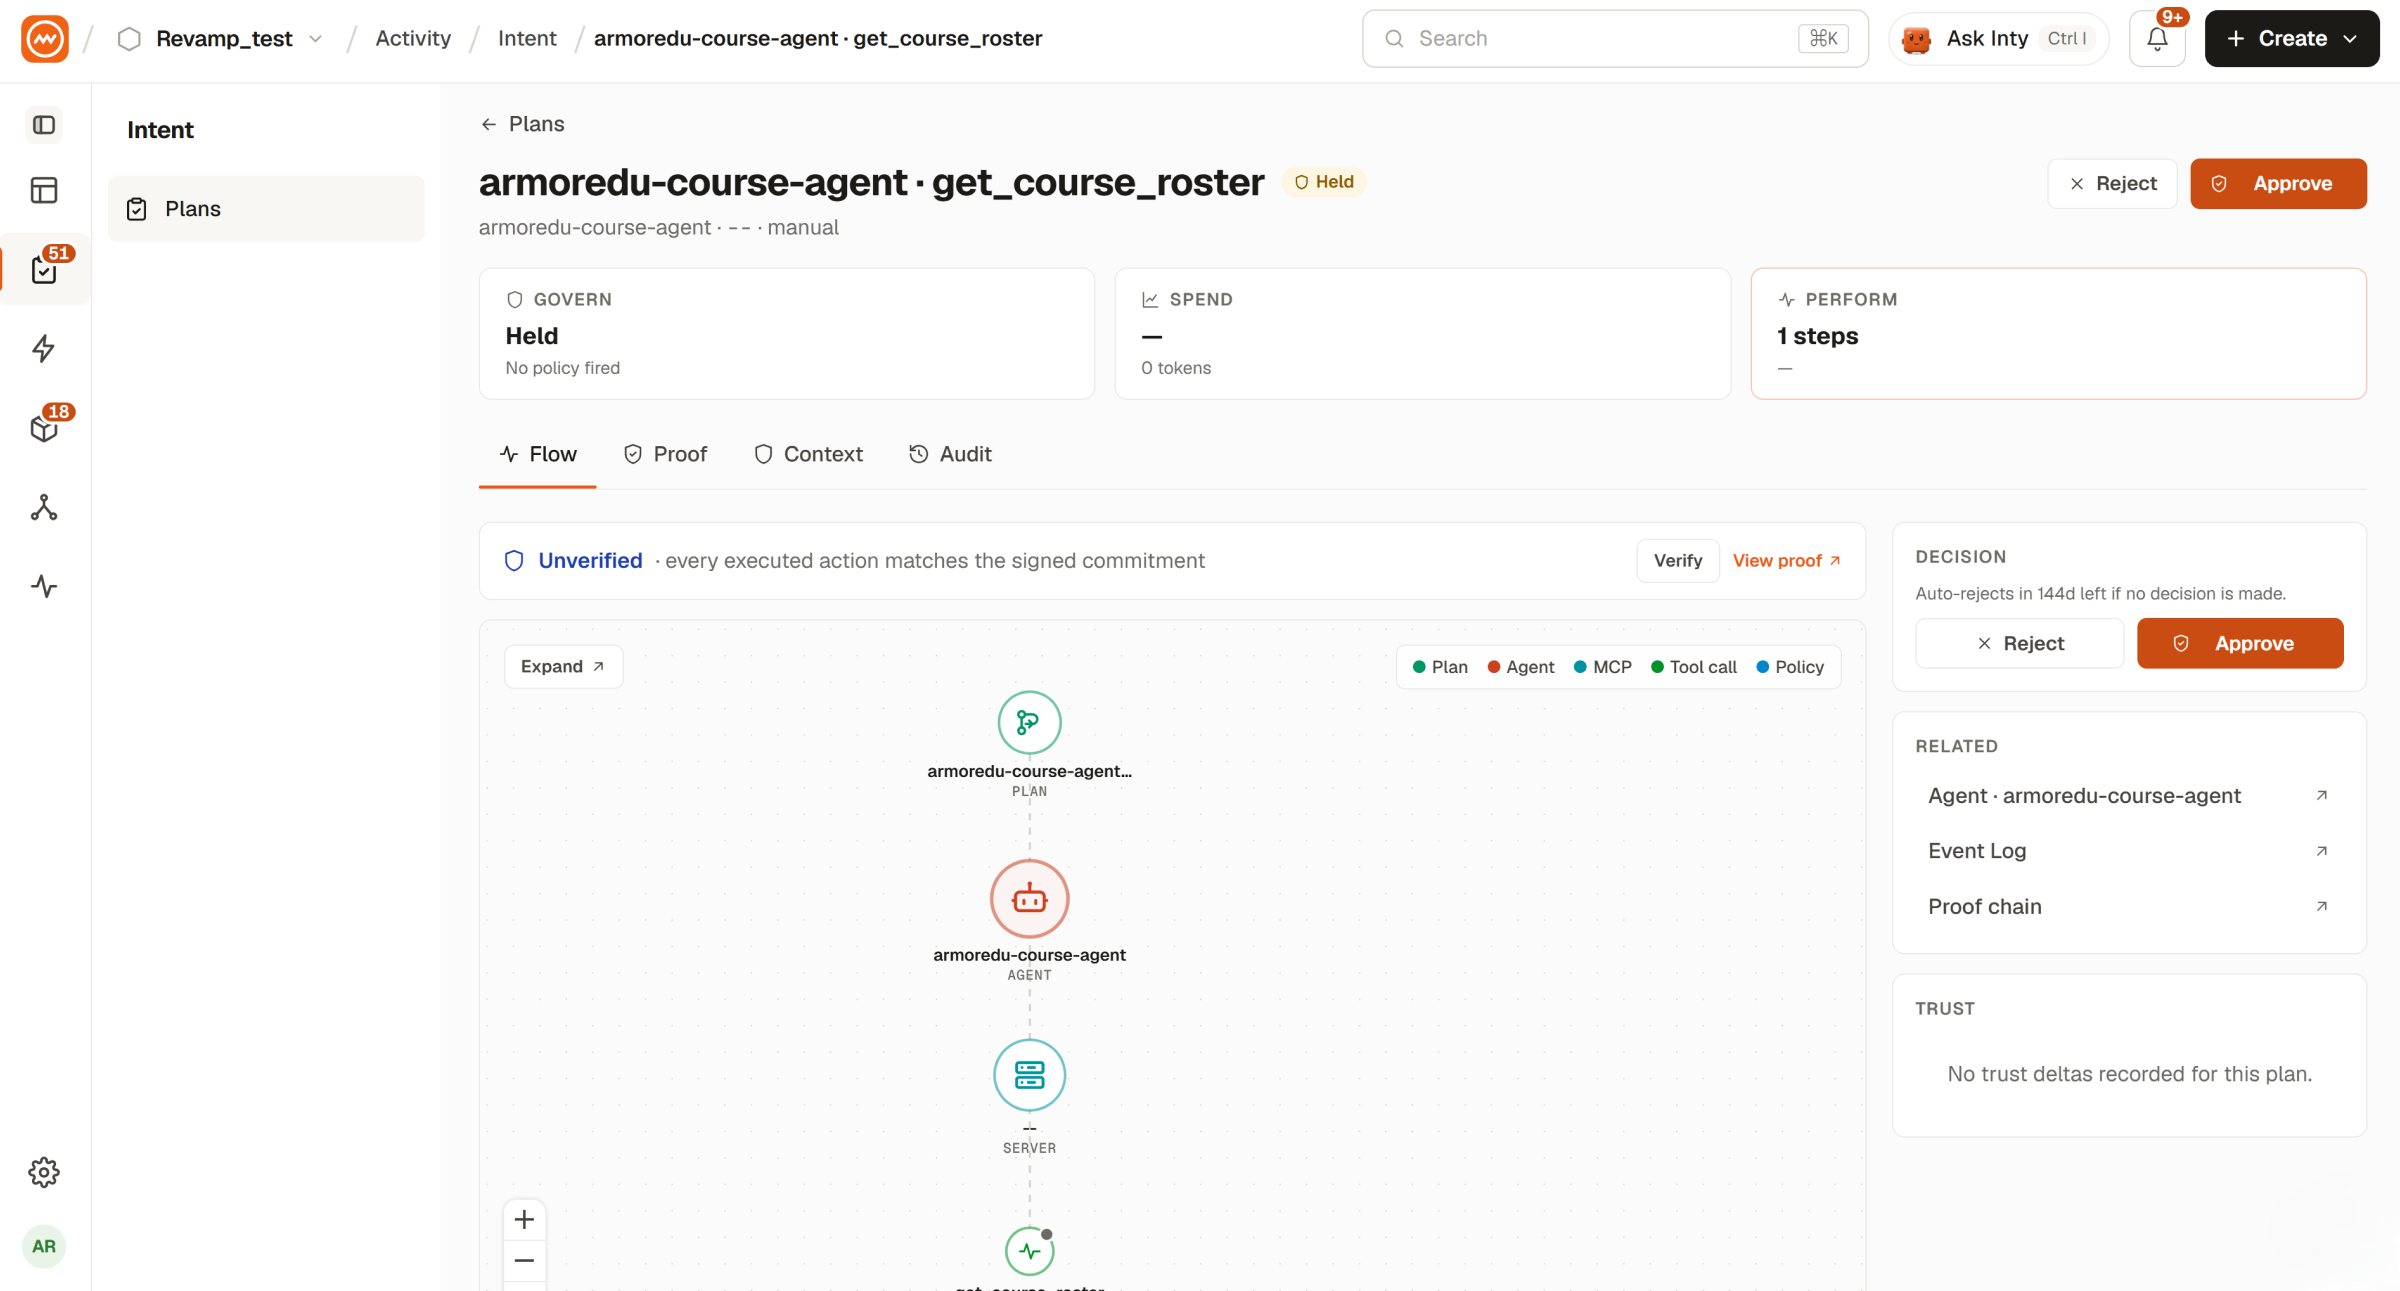 / Revamp_test / Activity / Intent / armoredu-course-agent · get_course_roster
Search ⌘K
Ask Inty Ctrl I
9+
+ Create
Intent
Plans
51
18
AR
← Plans
armoredu-course-agent · get_course_roster Held
armoredu-course-agent · -- · manual
Reject
Approve
GOVERN
Held
No policy fired
SPEND
—
0 tokens
PERFORM
1 steps
—
Flow Proof Context Audit
Unverified · every executed action matches the signed commitment
Verify
View proof ↗
Expand ↗
Plan Agent MCP Tool call Policy
armoredu-course-agent...
PLAN
armoredu-course-agent
AGENT
--
SERVER
get_course_roster
+
−
DECISION
Auto-rejects in 144d left if no decision is made.
Reject
Approve
RELATED
Agent · armoredu-course-agent ↗
Event Log ↗
Proof chain ↗
TRUST
No trust deltas recorded for this plan.